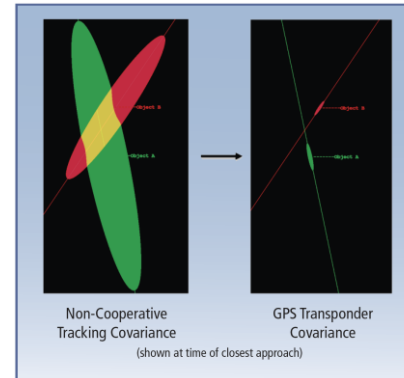 Object B
Object A
Object B
Object A
Non-Cooperative
Tracking Covariance
GPS Transponder
Covariance
(shown at time of closest approach)